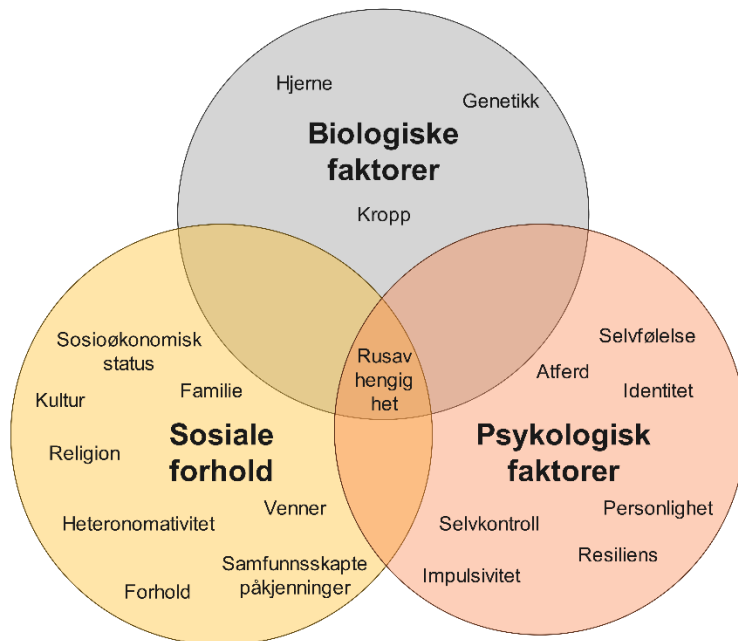 Hjerne
Genetikk
Biologiske
faktorer
Kropp
Sosioøkonomisk
status
Familie
Kultur
Religion
Sosiale
forhold
Venner
Heteronomativitet
Samfunnsskapte
påkjenninger
Forhold
Rusav
hengig
het
Selvfølelse
Atferd
Identitet
Psykologisk
faktorer
Personlighet
Selvkontroll
Resiliens
Impulsivitet